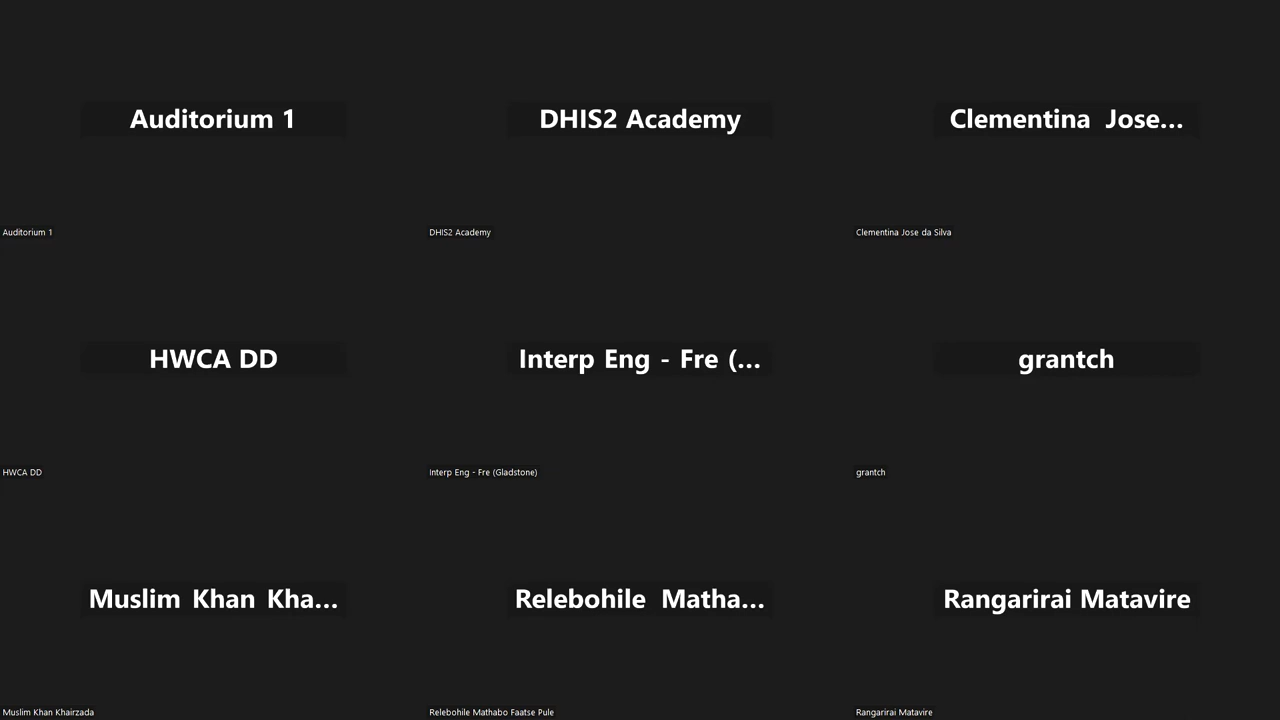 Auditorium 1
DHIS2 Academy
Clementina Jose...
Auditorium 1
DHIS2 Academy
Clementina Jose da Silva
HWCA DD
Interp Eng - Fre (...
grantch
HWCA DD
Interp Eng - Fre (Gladstone)
grantch
Muslim Khan Kha...
Relebohile Matha...
Rangarirai Matavire
Muslim Khan Khairzada
Relebohile Mathabo Faatse Pule
Rangarirai Matavire